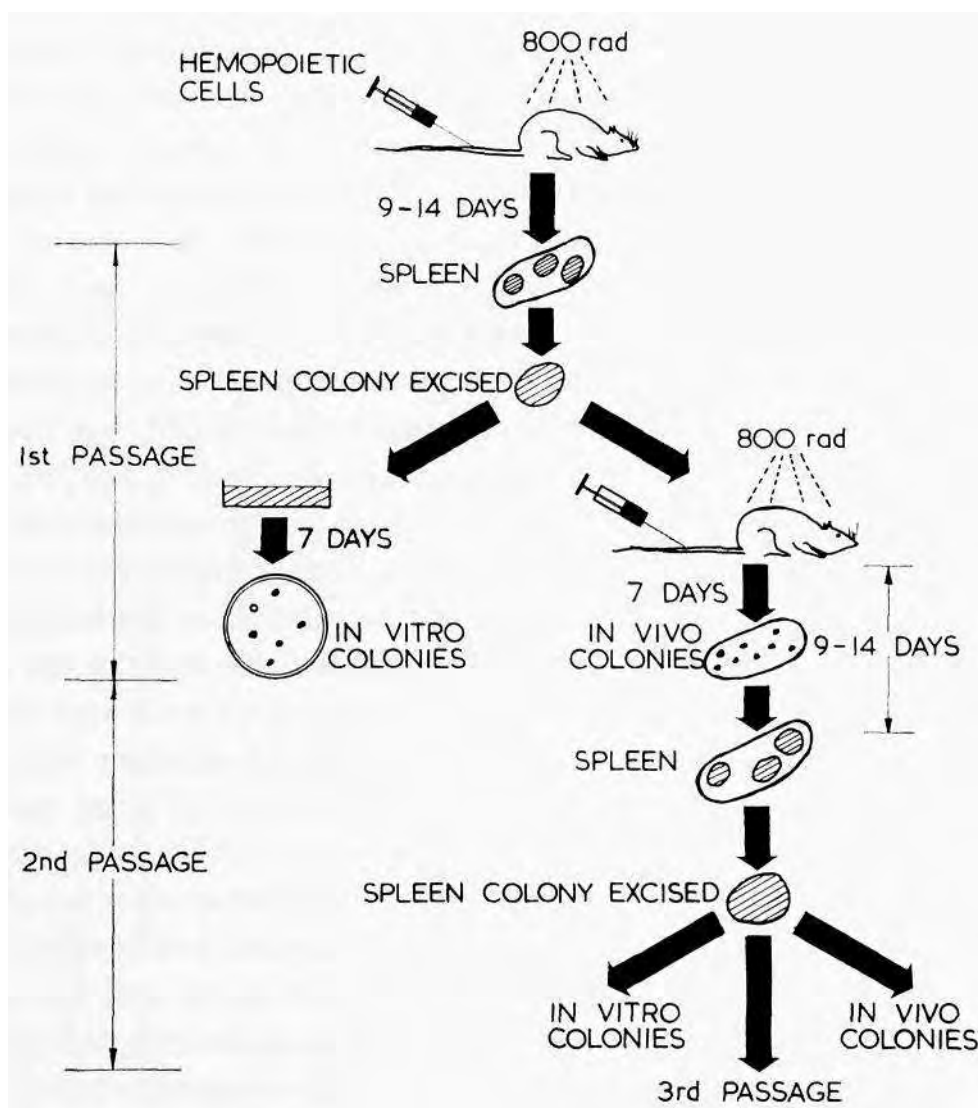 800 rad
HEMOPOIETIC
CELLS
9-14 DAYS
SPLEEN
SPLEEN COLONY EXCISED
1st PASSAGE
800 rad
7 DAYS
7 DAYS
IN VITRO
COLONIES
IN VIVO
COLONIES
9-14 DAYS
SPLEEN
2nd PASSAGE
SPLEEN COLONY EXCISED
IN VITRO
COLONIES
IN VIVO
COLONIES
3rd PASSAGE